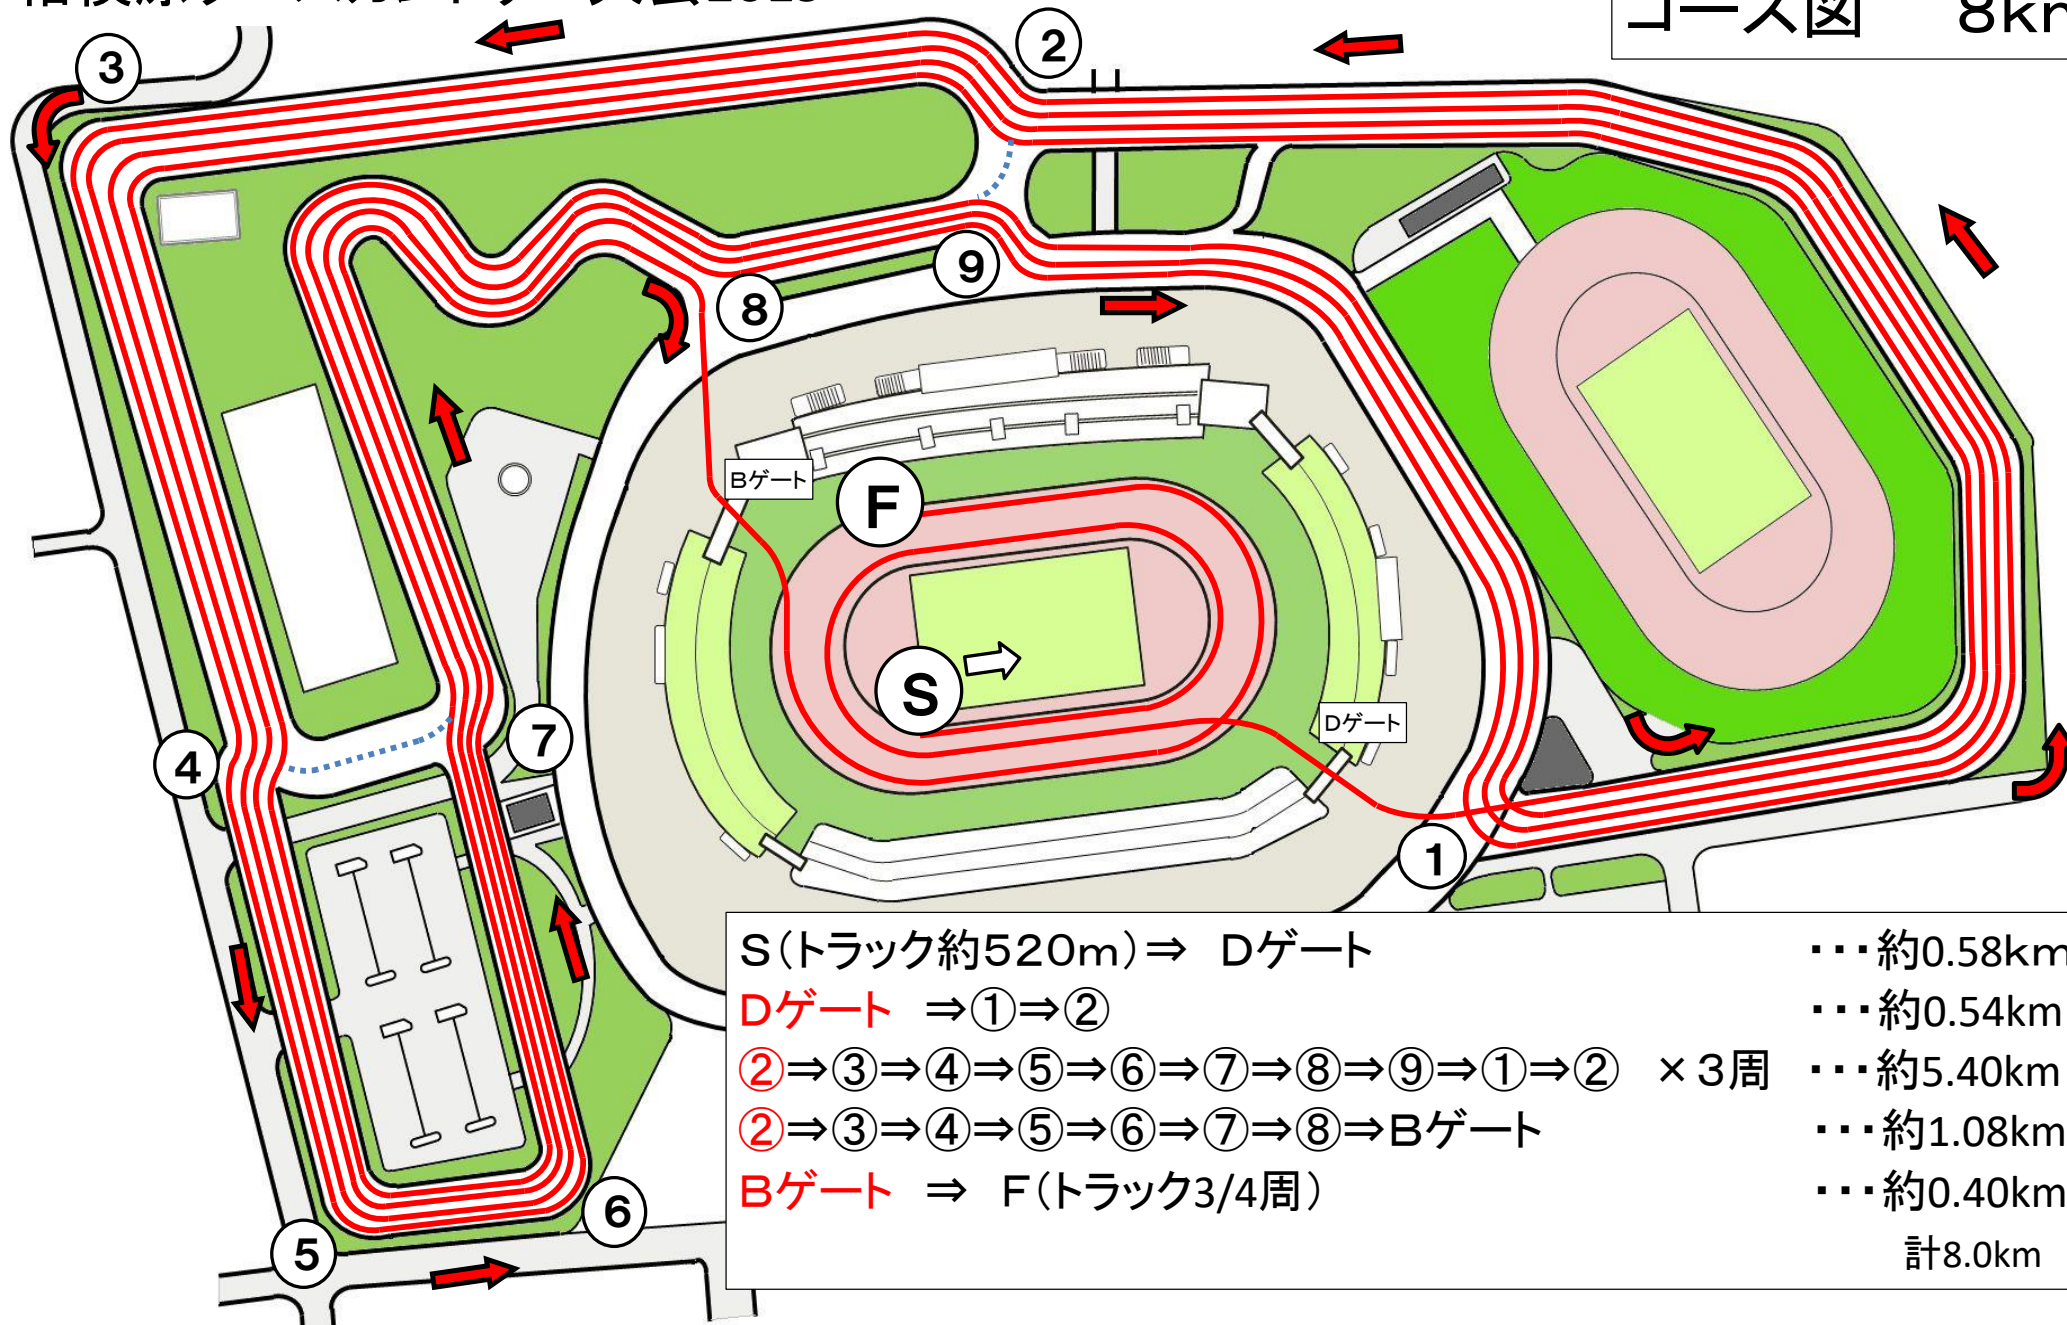 コース図　8km
3
2
9
8
Bゲート
F
S
Dゲート
7
4
1
6
5
S(トラック約520m)⇒ Dゲート ・・・約0.58km
Dゲート ⇒①⇒② ・・・約0.54km
②⇒③⇒④⇒⑤⇒⑥⇒⑦⇒⑧⇒⑨⇒①⇒② ×3周 ・・・約5.40km
②⇒③⇒④⇒⑤⇒⑥⇒⑦⇒⑧⇒Bゲート ・・・約1.08km
Bゲート ⇒ F(トラック3/4周) ・・・約0.40km
計8.0km